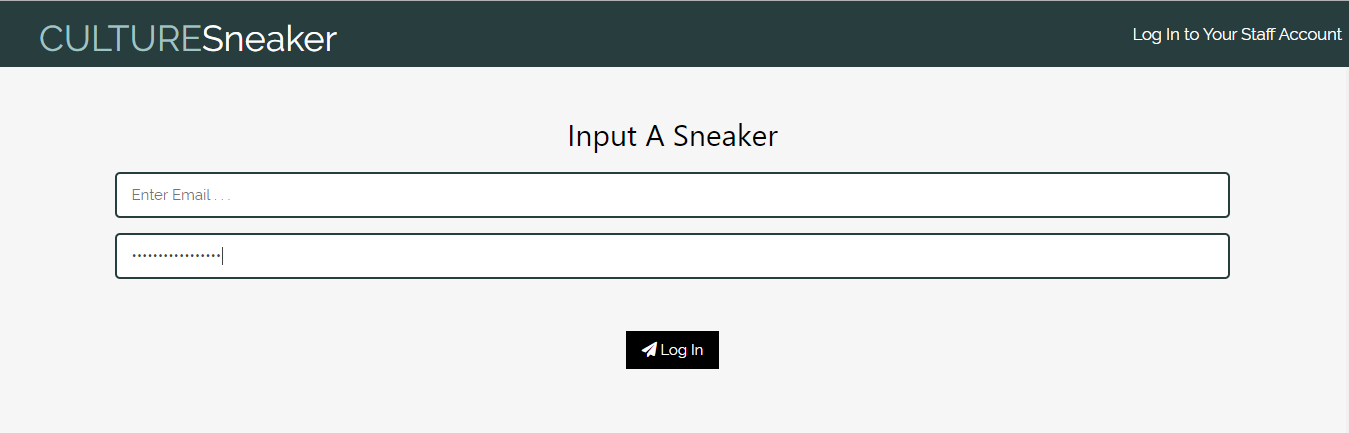 CULTURESneaker
Log In to Your Staff Account
Input A Sneaker
Enter Email . . .
•••••••••••••••••
Log In